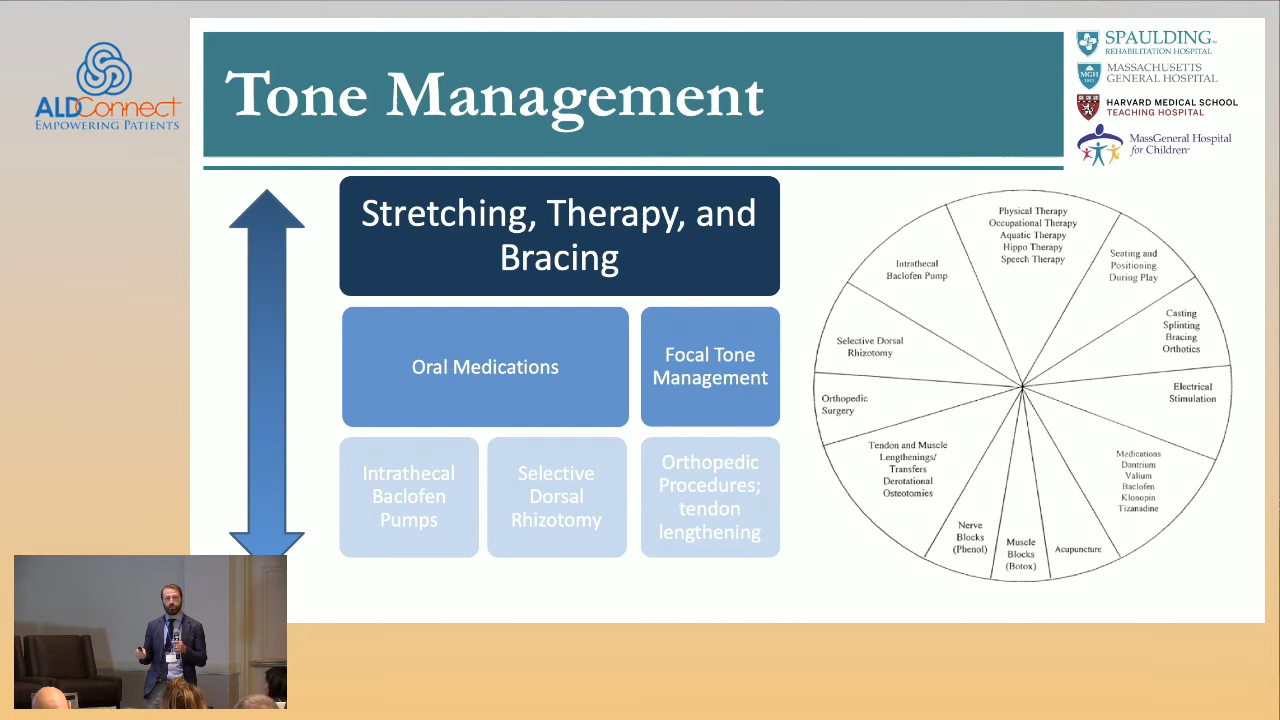 ALDConnect
EMPOWERING PATIENTS
Tone Management
SPAULDING
REHABILITATION HOSPITAL
MGH
1811
MASSACHUSETTS
GENERAL HOSPITAL
HARVARD MEDICAL SCHOOL
TEACHING HOSPITAL
MassGeneral Hospital
for Children
Stretching, Therapy, and
Bracing
Oral Medications
Focal Tone
Management
Intrathecal
Baclofen
Pumps
Selective
Dorsal
Rhizotomy
Orthopedic
Procedures;
tendon
lengthening
Physical Therapy
Occupational Therapy
Aquatic Therapy
Hippo Therapy
Speech Therapy
Seating and
Positioning
During Play
Casting
Splinting
Bracing
Orthotics
Electrical
Stimulation
Medications
Dantrium
Valium
Baclofen
Klonopin
Tizanadine
Acupuncture
Muscle
Blocks
(Botox)
Nerve
Blocks
(Phenol)
Tendon and Muscle
Lengthenings/
Transfers
Derotational
Osteotomies
Orthopedic
Surgery
Selective Dorsal
Rhizotomy
Intrathecal
Baclofen Pump